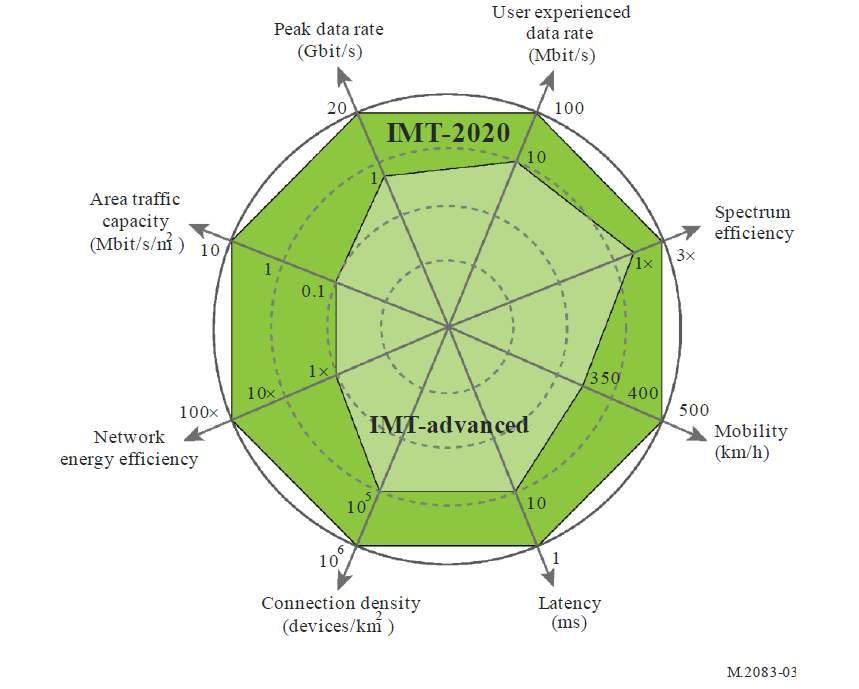 User experienced
data rate
(Mbit/s)
Peak data rate
(Gbit/s)
20
100
IMT-2020
10
1
Area traffic
capacity
(Mbit/s/m²)
Spectrum
efficiency
10
1
1×
3×
0.1
1×
350
10×
400
100×
500
Network
energy efficiency
Mobility
(km/h)
IMT-advanced
10⁵
10
10⁶
1
Connection density
(devices/km²)
Latency
(ms)
M.2083-03